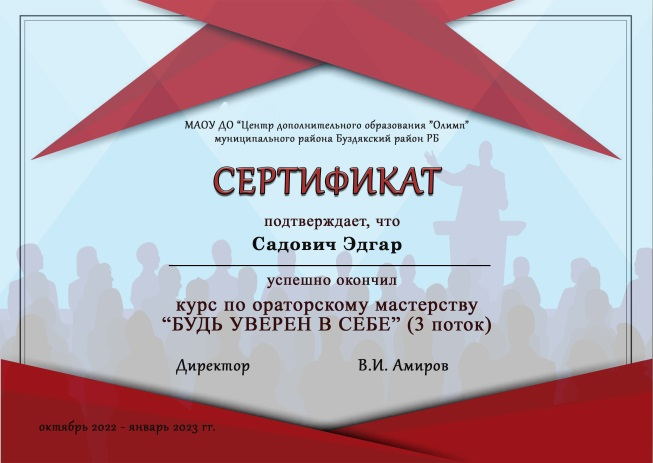 МАОУ ДО "Центр дополнительного образования "Олимп"
муниципального района Буздякский район РБ
СЕРТИФИКАТ
подтверждает, что
Садович Эдгар
успешно окончил
курс по ораторскому мастерству
“БУДЬ УВЕРЕН В СЕБЕ” (3 поток)
Директор В.И. Амиров
октябрь 2022 - январь 2023 гг.